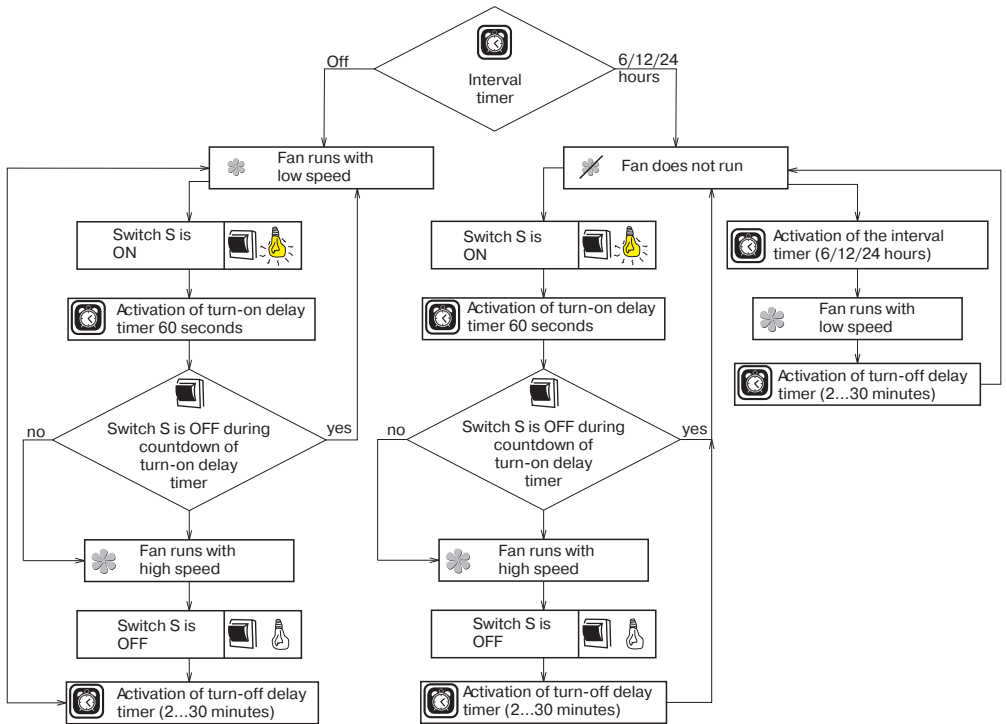 Interval
timer
Off
6/12/24
hours
Fan runs with
low speed
Switch S is
ON
Activation of turn-on delay
timer 60 seconds
Switch S is OFF during
countdown of
turn-on delay
timer
no
yes
Fan runs with
high speed
Switch S is
OFF
Activation of turn-off delay
timer (2...30 minutes)
Fan does not run
Switch S is
ON
Activation of turn-on delay
timer 60 seconds
Switch S is OFF during
countdown of
turn-on delay
timer
no
yes
Fan runs with
high speed
Switch S is
OFF
Activation of turn-off delay
timer (2...30 minutes)
Activation of the interval
timer (6/12/24 hours)
Fan runs with
low speed
Activation of turn-off delay
timer (2...30 minutes)